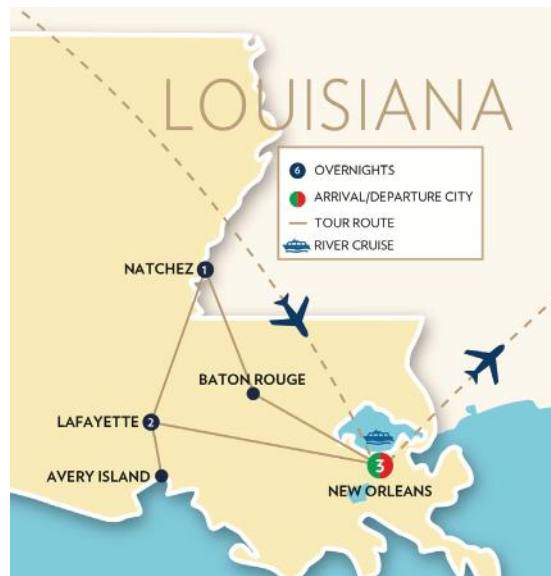 LOUISIANA
6 OVERNIGHTS
ARRIVAL/DEPARTURE CITY
TOUR ROUTE
RIVER CRUISE
NATCHEZ 1
BATON ROUGE
LAFAYETTE 2
AVERY ISLAND
3
NEW ORLEANS